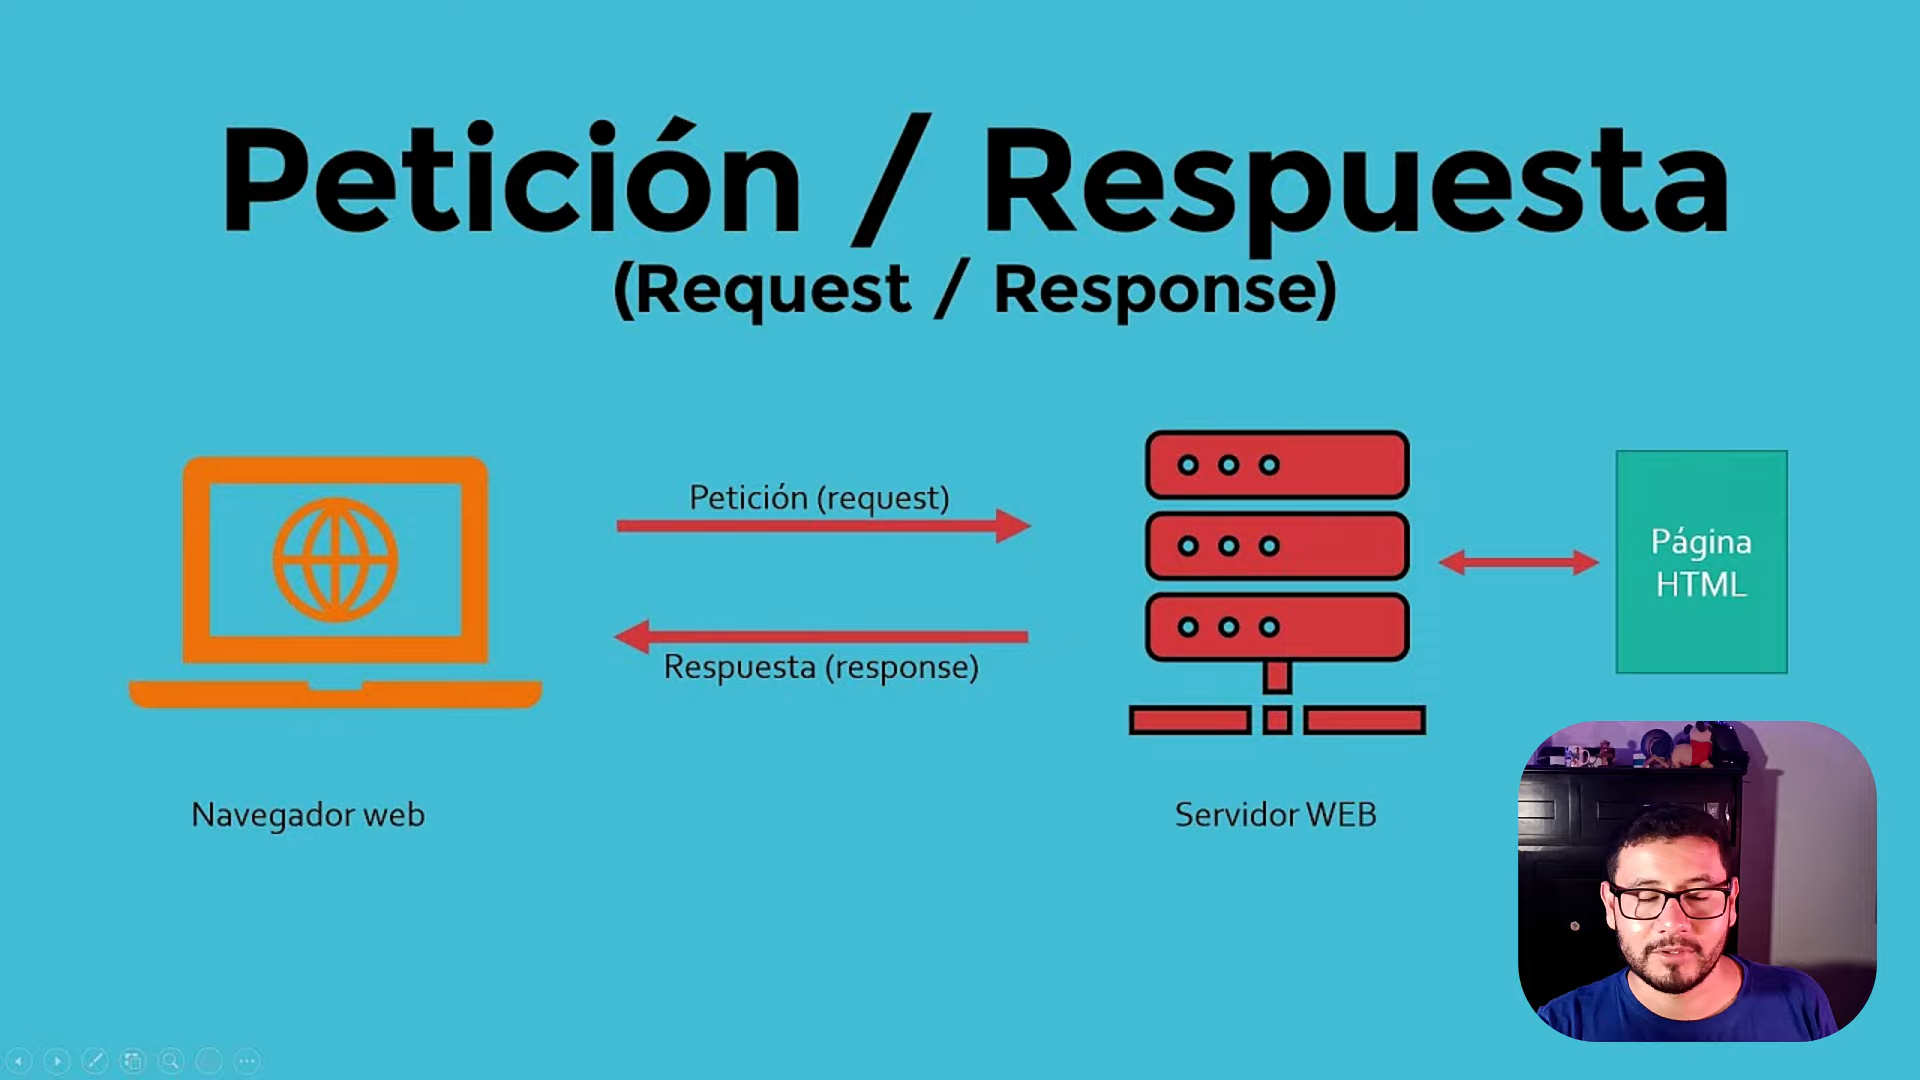 Petición / Respuesta
(Request / Response)
Petición (request)
Respuesta (response)
Página
HTML
Navegador web
Servidor WEB